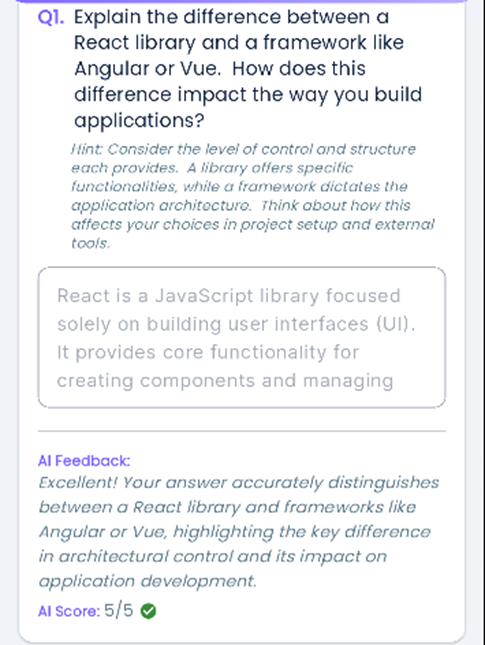 Q1. Explain the difference between a
React library and a framework like
Angular or Vue. How does this
difference impact the way you build
applications?
Hint: Consider the level of control and structure
each provides. A library offers specific
functionalities, while a framework dictates the
application architecture. Think about how this
affects your choices in project setup and external
tools.
React is a JavaScript library focused
solely on building user interfaces (UI).
It provides core functionality for
creating components and managing
AI Feedback:
Excellent! Your answer accurately distinguishes
between a React library and frameworks like
Angular or Vue, highlighting the key difference
in architectural control and its impact on
application development.
AI Score: 5/5